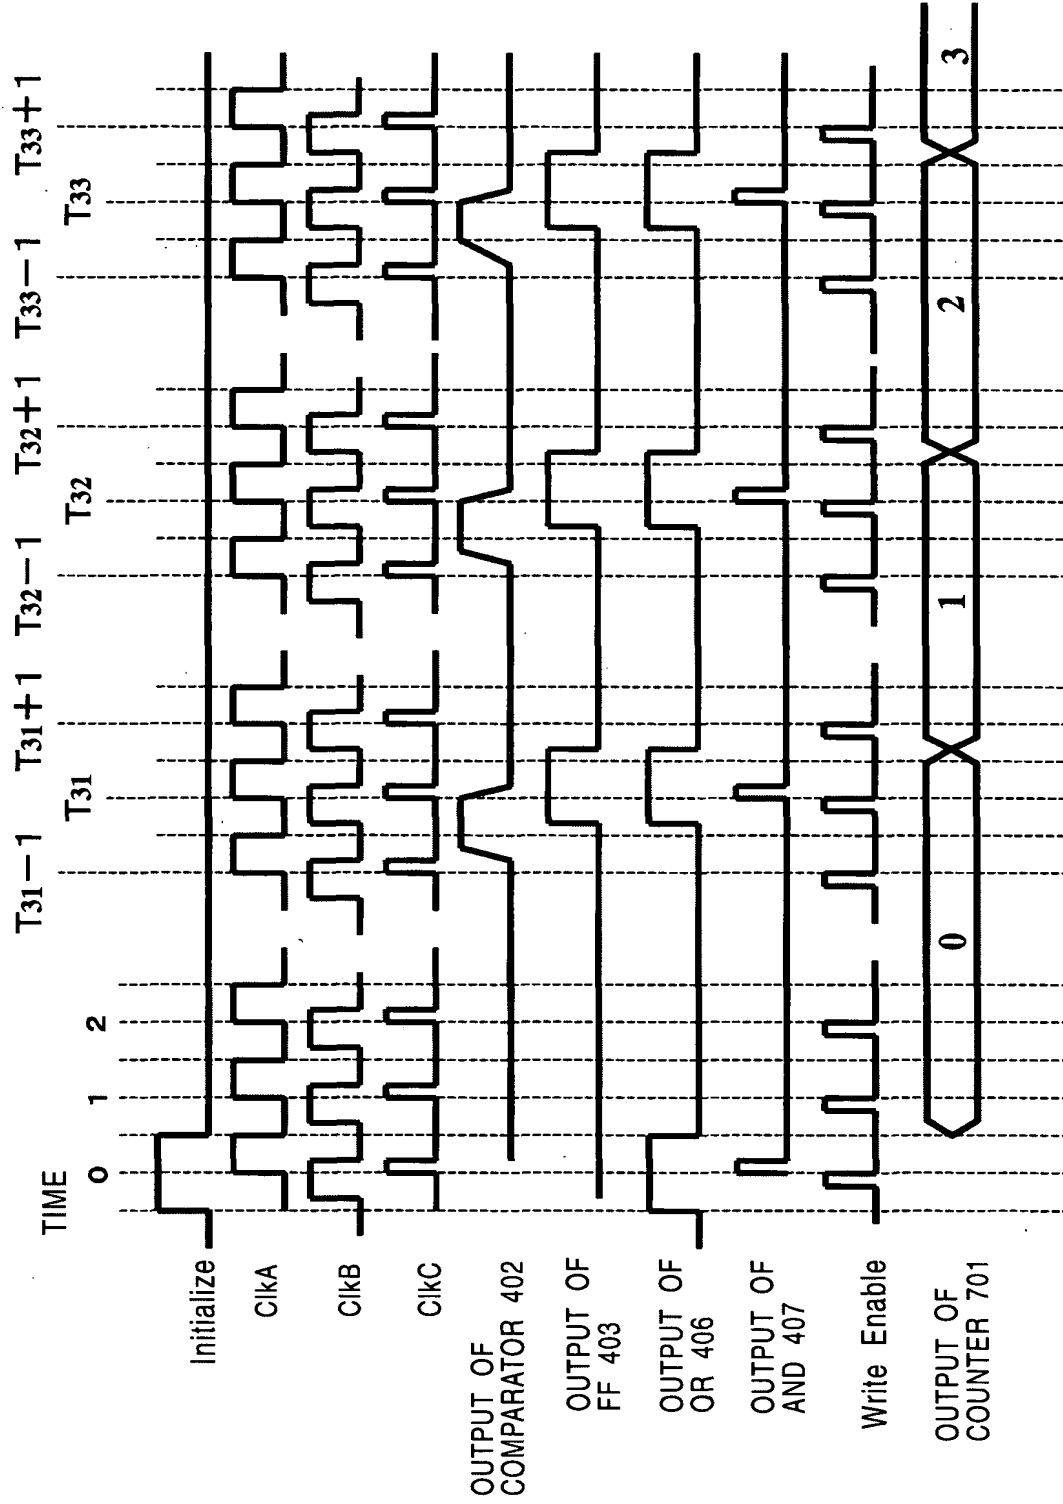 TIME
0
1
2
T31−1
T31
T31+1
T32−1
T32
T32+1
T33−1
T33
T33+1
Initialize
ClkA
ClkB
ClkC
OUTPUT OF
COMPARATOR 402
OUTPUT OF
FF 403
OUTPUT OF
OR 406
OUTPUT OF
AND 407
Write Enable
OUTPUT OF
COUNTER 701
0
1
2
3